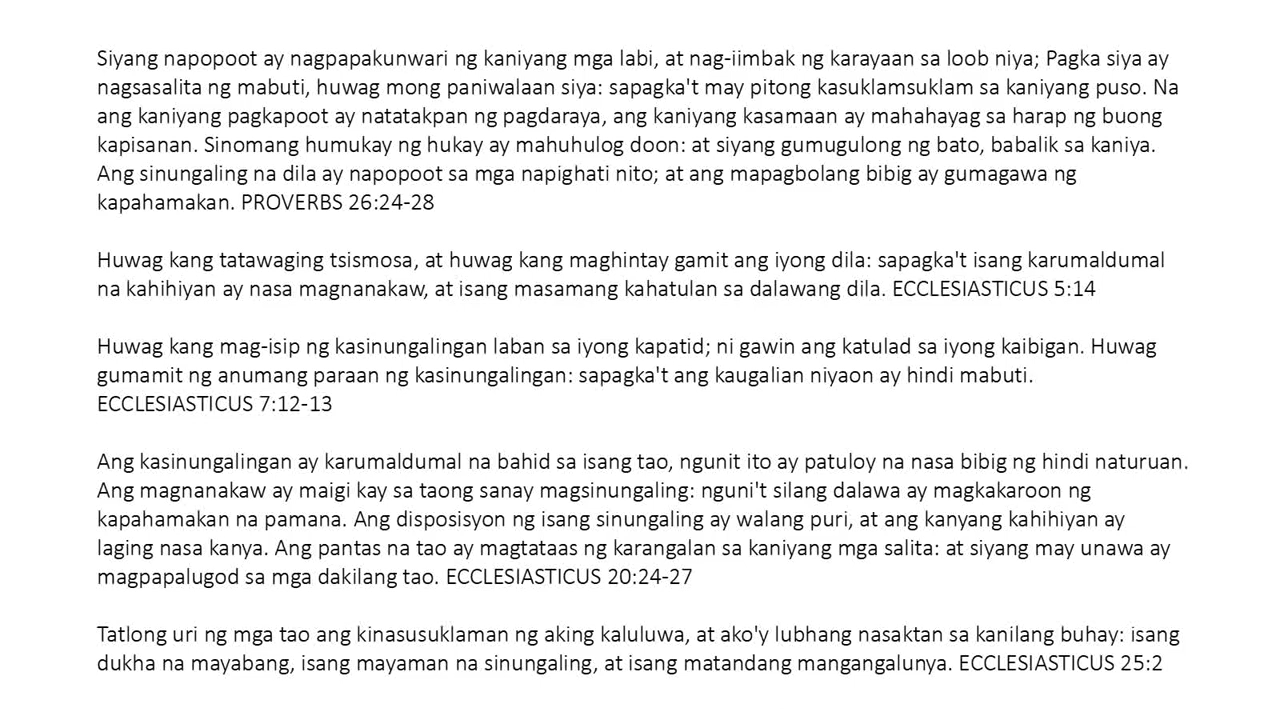 Siyang napopoot ay nagpapakunwari ng kaniyang mga labi, at nag-iimbak ng karayaan sa loob niya; Pagka siya ay
nagsasalita ng mabuti, huwag mong paniwalaan siya: sapagka't may pitong kasuklamsuklam sa kaniyang puso. Na
ang kaniyang pagkapoot ay natatakpan ng pagdaraya, ang kaniyang kasamaan ay mahahayag sa harap ng buong
kapisanan. Sinomang humukay ng hukay ay mahuhulog doon: at siyang gumugulong ng bato, babalik sa kaniya.
Ang sinungaling na dila ay napopoot sa mga napighati nito; at ang mapagbolang bibig ay gumagawa ng
kapahamakan. PROVERBS 26:24-28
Huwag kang tatawaging tsismosa, at huwag kang maghintay gamit ang iyong dila: sapagka't isang karumaldumal
na kahihiyan ay nasa magnanakaw, at isang masamang kahatulan sa dalawang dila. ECCLESIASTICUS 5:14
Huwag kang mag-isip ng kasinungalingan laban sa iyong kapatid; ni gawin ang katulad sa iyong kaibigan. Huwag
gumamit ng anumang paraan ng kasinungalingan: sapagka't ang kaugalian niyaon ay hindi mabuti.
ECCLESIASTICUS 7:12-13
Ang kasinungalingan ay karumaldumal na bahid sa isang tao, ngunit ito ay patuloy na nasa bibig ng hindi naturuan.
Ang magnanakaw ay maigi kay sa taong sanay magsinungaling: nguni't silang dalawa ay magkakaroon ng
kapahamakan na pamana. Ang disposisyon ng isang sinungaling ay walang puri, at ang kanyang kahihiyan ay
laging nasa kanya. Ang pantas na tao ay magtataas ng karangalan sa kaniyang mga salita: at siyang may unawa ay
magpapalugod sa mga dakilang tao. ECCLESIASTICUS 20:24-27
Tatlong uri ng mga tao ang kinasusuklaman ng aking kaluluwa, at ako'y lubhang nasaktan sa kanilang buhay: isang
dukha na mayabang, isang mayaman na sinungaling, at isang matandang mangangalunya. ECCLESIASTICUS 25:2